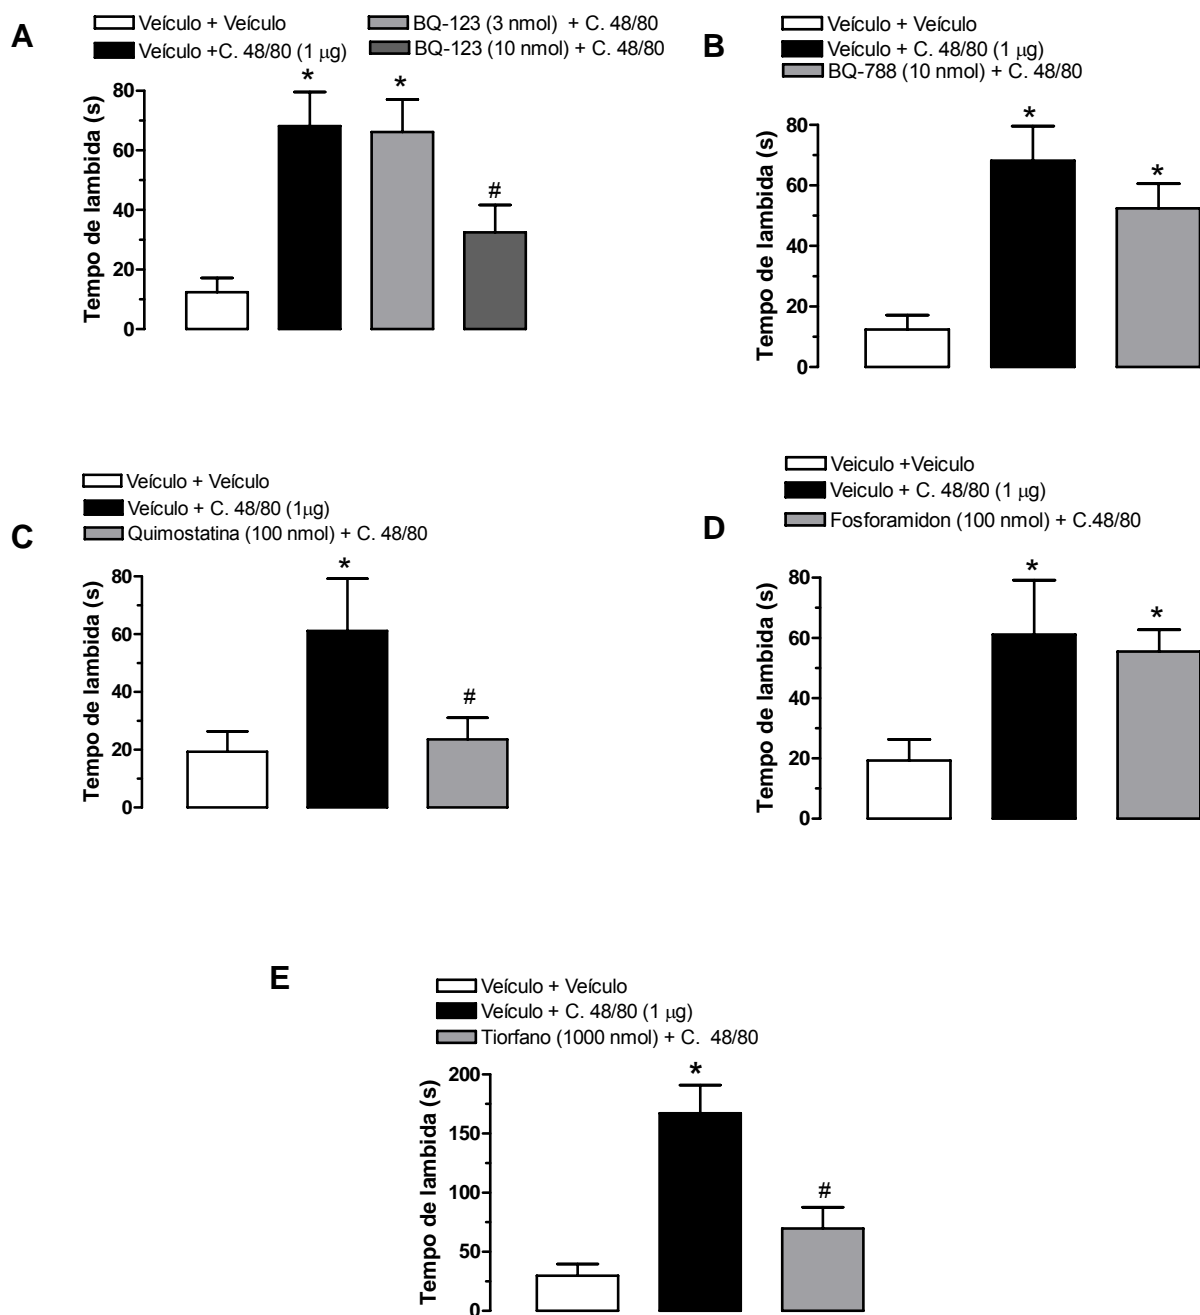 A
Veículo + Veículo
Veículo +C. 48/80 (1 μg)
BQ-123 (3 nmol) + C. 48/80
BQ-123 (10 nmol) + C. 48/80
Tempo de lambida (s)
80
60
40
20
0
*
*
#
B
Veículo + Veículo
Veículo + C. 48/80 (1 μg)
BQ-788 (10 nmol) + C. 48/80
Tempo de lambida (s)
80
60
40
20
0
*
*
C
Veículo + Veículo
Veículo + C. 48/80 (1μg)
Quimostatina (100 nmol) + C. 48/80
Tempo de lambida (s)
80
60
40
20
0
*
#
D
Veiculo +Veiculo
Veiculo + C. 48/80 (1 μg)
Fosforamidon (100 nmol) + C.48/80
Tempo de lambida (s)
80
60
40
20
0
*
*
E
Veículo + Veículo
Veículo + C. 48/80 (1 μg)
Tiorfano (1000 nmol) + C. 48/80
Tempo de lambida (s)
200
150
100
50
0
*
#